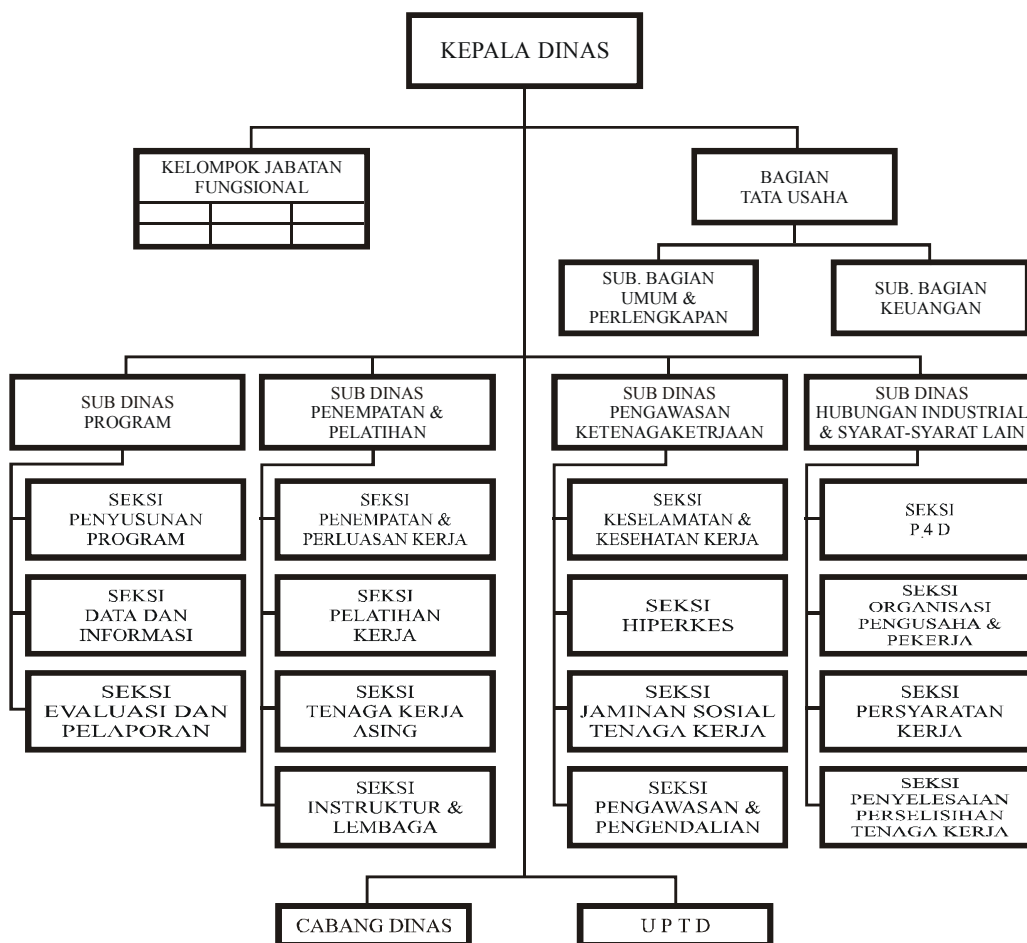 KEPALA DINAS
KELOMPOK JABATAN
FUNGSIONAL
BAGIAN
TATA USAHA
SUB. BAGIAN
UMUM &
PERLENGKAPAN
SUB. BAGIAN
KEUANGAN
SUB DINAS
PROGRAM
SUB DINAS
PENEMPATAN &
PELATIHAN
SUB DINAS
PENGAWASAN
KETENAGAKETRJAAN
SUB DINAS
HUBUNGAN INDUSTRIAL
& SYARAT-SYARAT LAIN
SEKSI
PENYUSUNAN
PROGRAM
SEKSI
DATA DAN
INFORMASI
SEKSI
EVALUASI DAN
PELAPORAN
SEKSI
PENEMPATAN &
PERLUASAN KERJA
SEKSI
PELATIHAN
KERJA
SEKSI
TENAGA KERJA
ASING
SEKSI
INSTRUKTUR &
LEMBAGA
SEKSI
KESELAMATAN &
KESEHATAN KERJA
SEKSI
HIPERKES
SEKSI
JAMINAN SOSIAL
TENAGA KERJA
SEKSI
PENGAWASAN &
PENGENDALIAN
SEKSI
P.4 D
SEKSI
ORGANISASI
PENGUSAHA &
PEKERJA
SEKSI
PERSYARATAN
KERJA
SEKSI
PENYELESAIAN
PERSELISIHAN
TENAGA KERJA
CABANG DINAS
U P T D